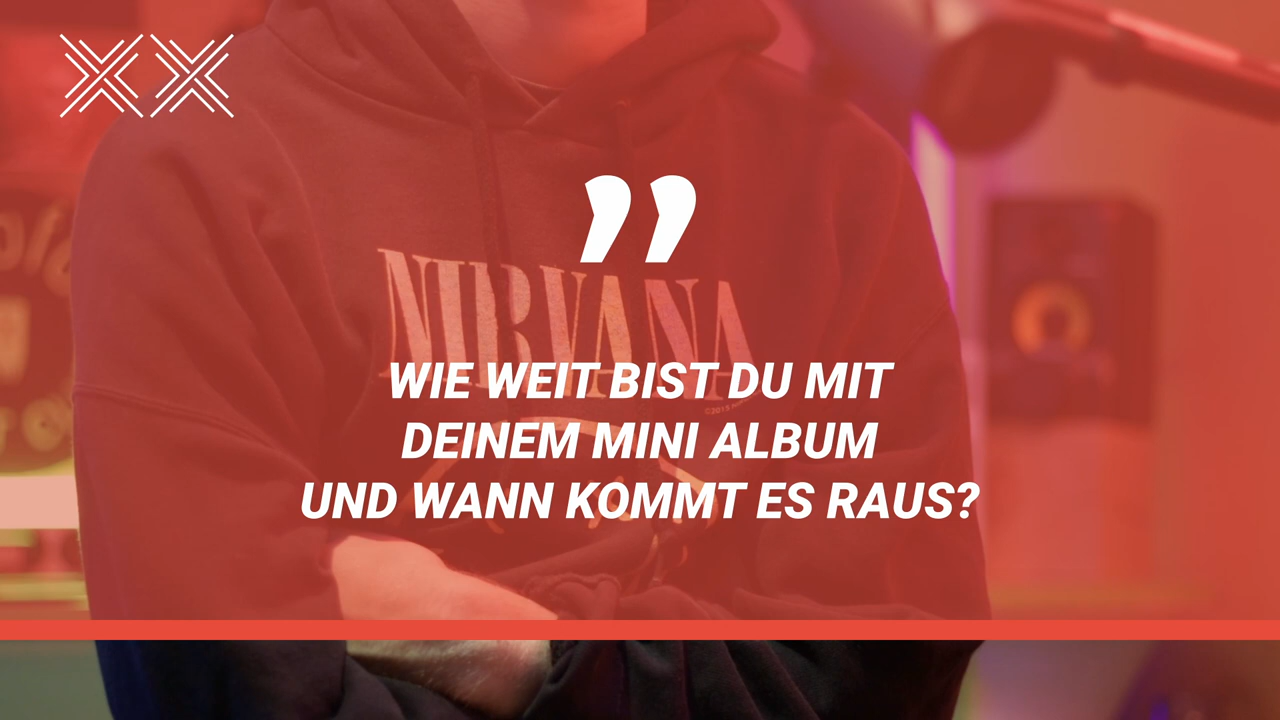 ”
NIRVANA
WIE WEIT BIST DU MIT
DEINEM MINI ALBUM
UND WANN KOMMT ES RAUS?